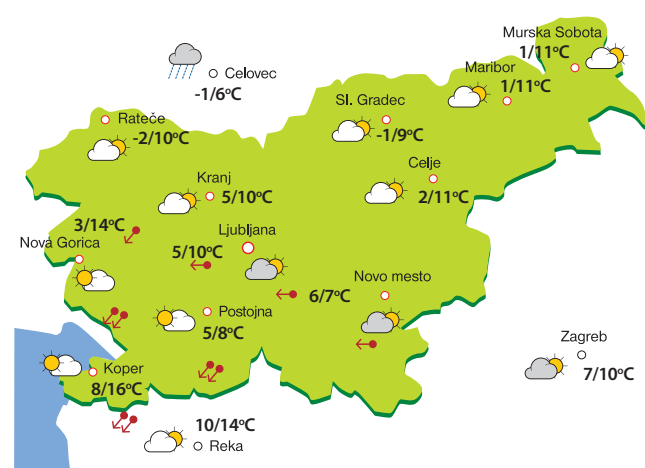 Murska Sobota
1/11°C
Celovec
-1/6°C
Maribor
1/11°C
Sl. Gradec
-1/9°C
Rateče
-2/10°C
Celje
2/11°C
Kranj
5/10°C
3/14°C
Nova Gorica
Ljubljana
5/10°C
Novo mesto
6/7°C
Postojna
5/8°C
Zagreb
7/10°C
Koper
8/16°C
10/14°C
Reka